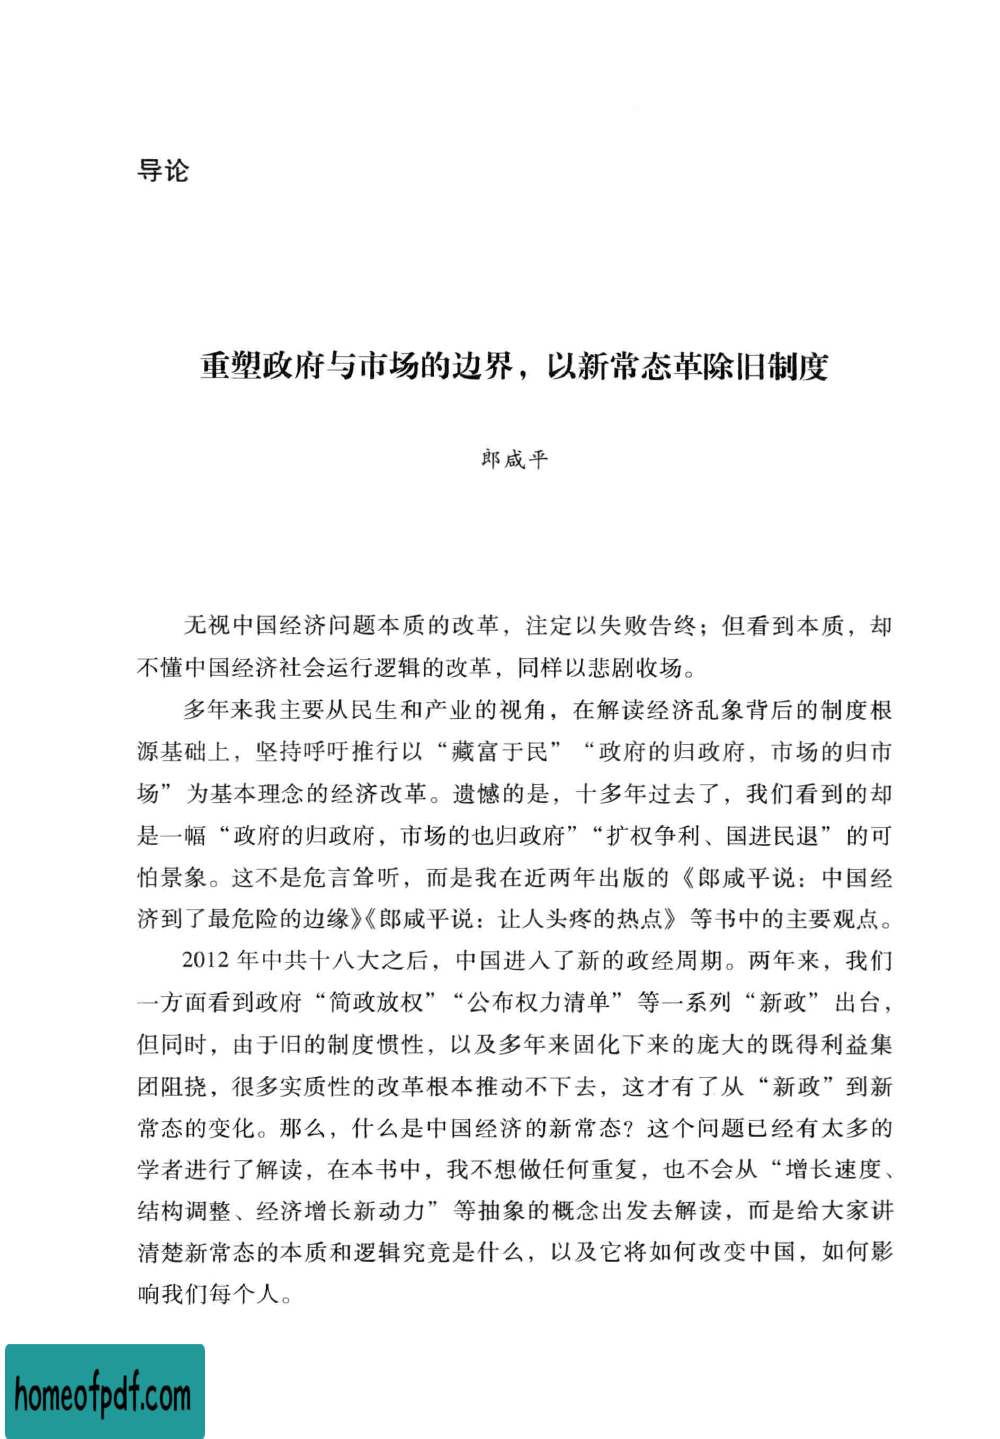 导论
重塑政府与市场的边界，以新常态革除旧制度
郎咸平
无视中国经济问题本质的改革，注定以失败告终；但看到本质，却
不懂中国经济社会运行逻辑的改革，同样以悲剧收场。
多年来我主要从民生和产业的视角，在解读经济乱象背后的制度根
源基础上，坚持呼吁推行以“藏富于民”“政府的归政府，市场的归市
场”为基本理念的经济改革。遗憾的是，十多年过去了，我们看到的却
是一幅“政府的归政府，市场的也归政府”“扩权争利、国进民退”的可
怕景象。这不是危言耸听，而是我在近两年出版的《郎咸平说：中国经
济到了最危险的边缘》《郎咸平说：让人头疼的热点》等书中的主要观点。
2012年中共十八大之后，中国进入了新的政经周期。两年来，我们
一方面看到政府“简政放权”“公布权力清单”等一系列“新政”出台，
但同时，由于旧的制度惯性，以及多年来固化下来的庞大的既得利益集
团阻挠，很多实质性的改革根本推动不下去，这才有了从“新政”到新
常态的变化。那么，什么是中国经济的新常态？这个问题已经有太多的
学者进行了解读，在本书中，我不想做任何重复，也不会从“增长速度、
结构调整、经济增长新动力”等抽象的概念出发去解读，而是给大家讲
清楚新常态的本质和逻辑究竟是什么，以及它将如何改变中国，如何影
响我们每个人。
homeofpdf.com